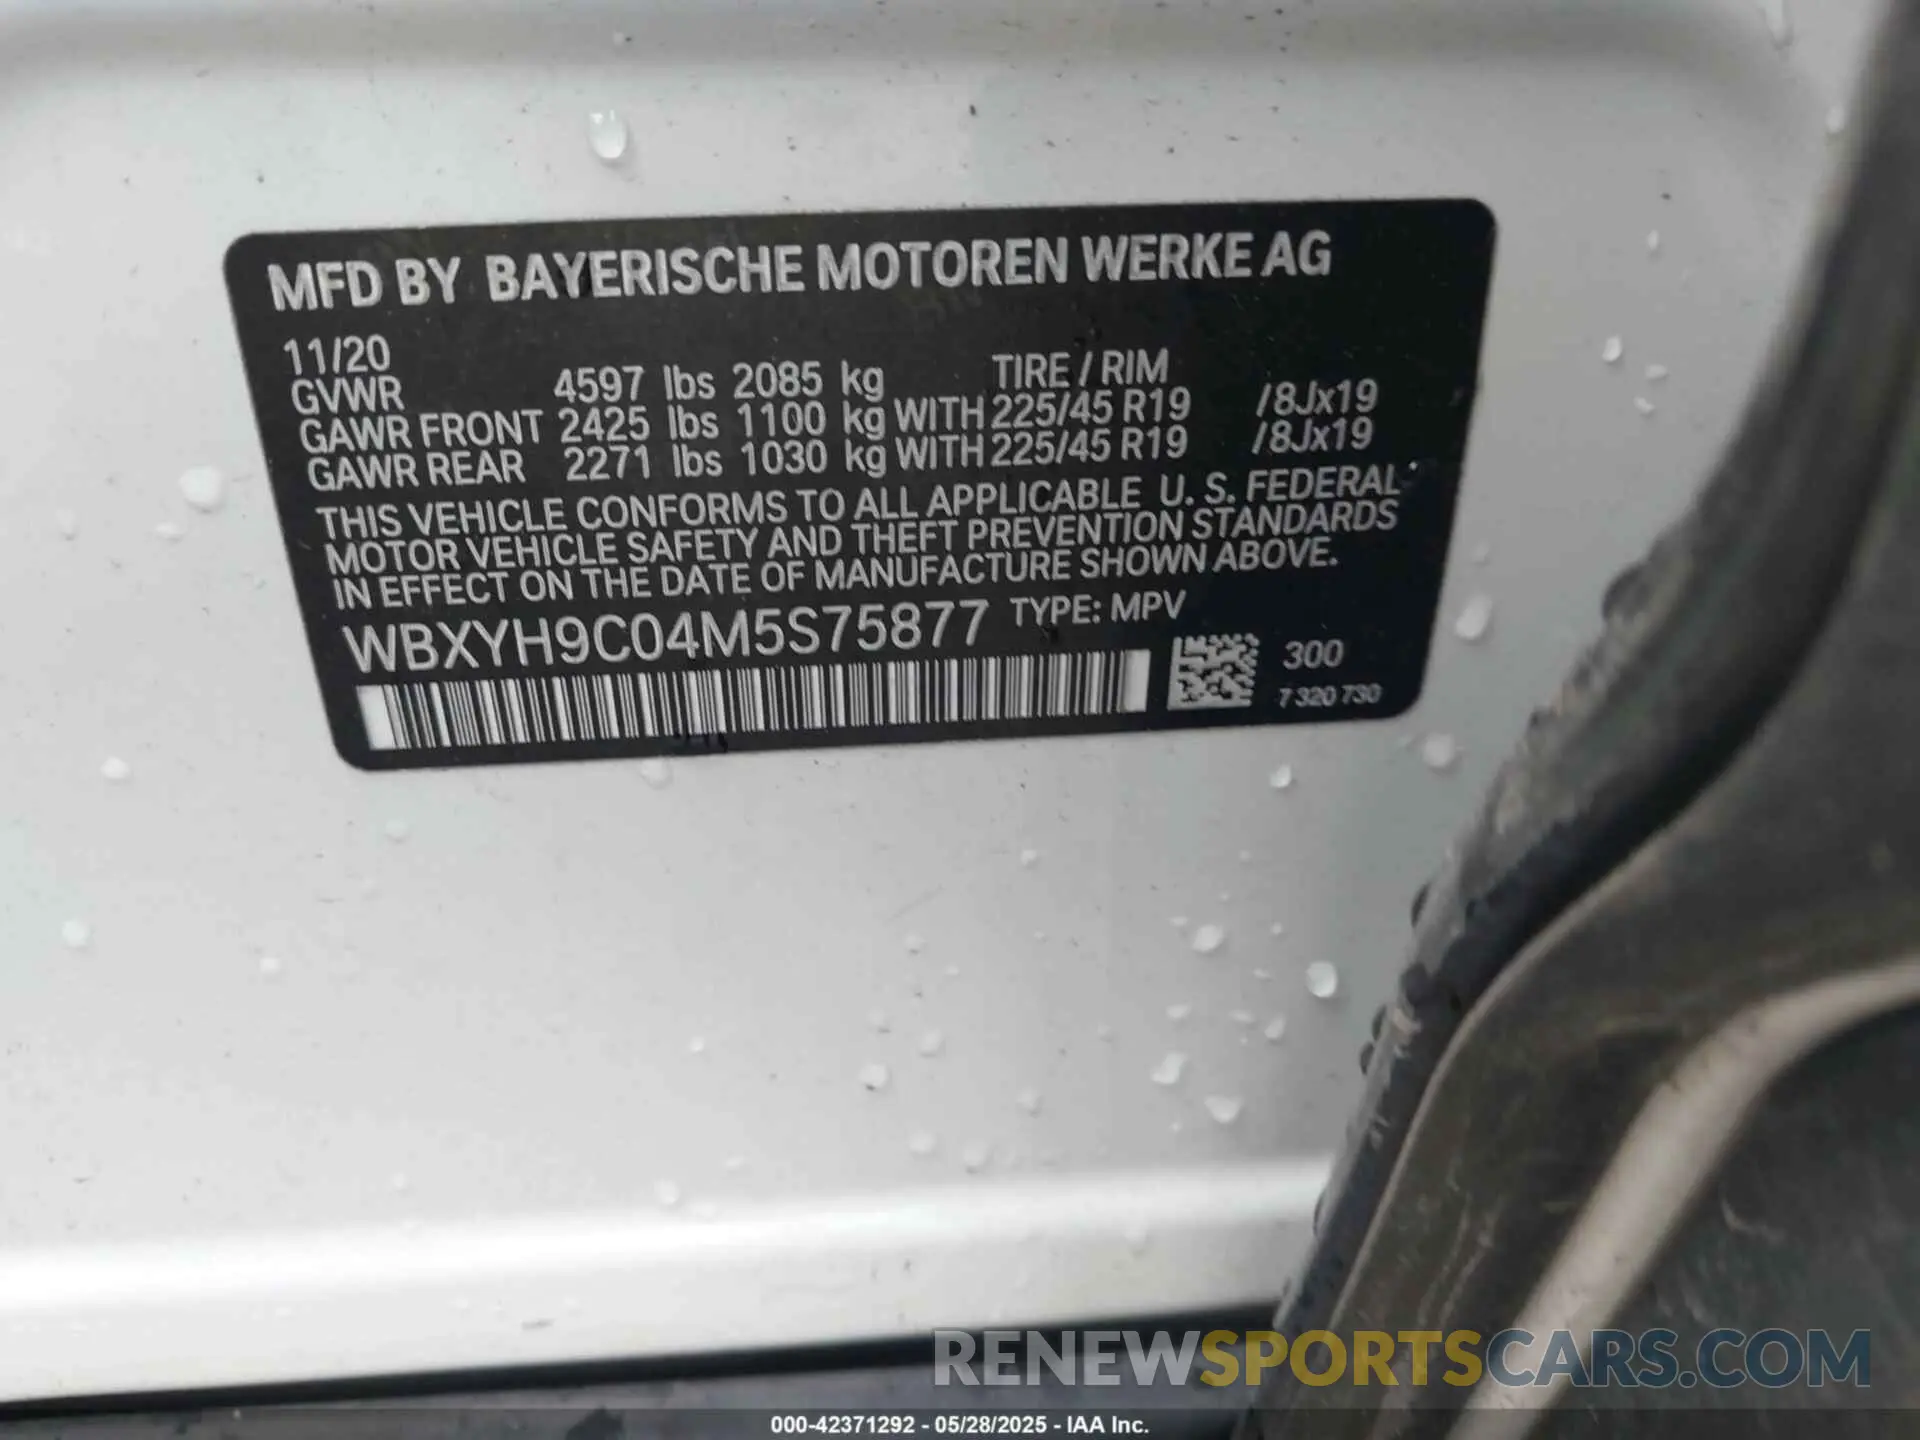 MFD BY BAYERISCHE MOTOREN WERKE AG
11/20
TIRE / RIM
GVWR 4597 lbs 2085 kg
GAWR FRONT 2425 lbs 1100 kg WITH 225/45 R19 /8Jx19
GAWR REAR 2271 lbs 1030 kg WITH 225/45 R19 /8Jx19
THIS VEHICLE CONFORMS TO ALL APPLICABLE U. S. FEDERAL
MOTOR VEHICLE SAFETY AND THEFT PREVENTION STANDARDS
IN EFFECT ON THE DATE OF MANUFACTURE SHOWN ABOVE.
WBXYH9C04M5S75877 TYPE: MPV
300
7 320 730
RENEWSPORTSCARS.COM
000-42371292 - 05/28/2025 - IAA Inc.